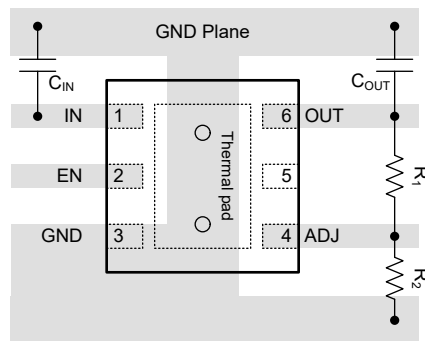 GND Plane
CIN
COUT
IN 1
6 OUT
EN 2
5
Thermal pad
R1
GND 3
4 ADJ
R2